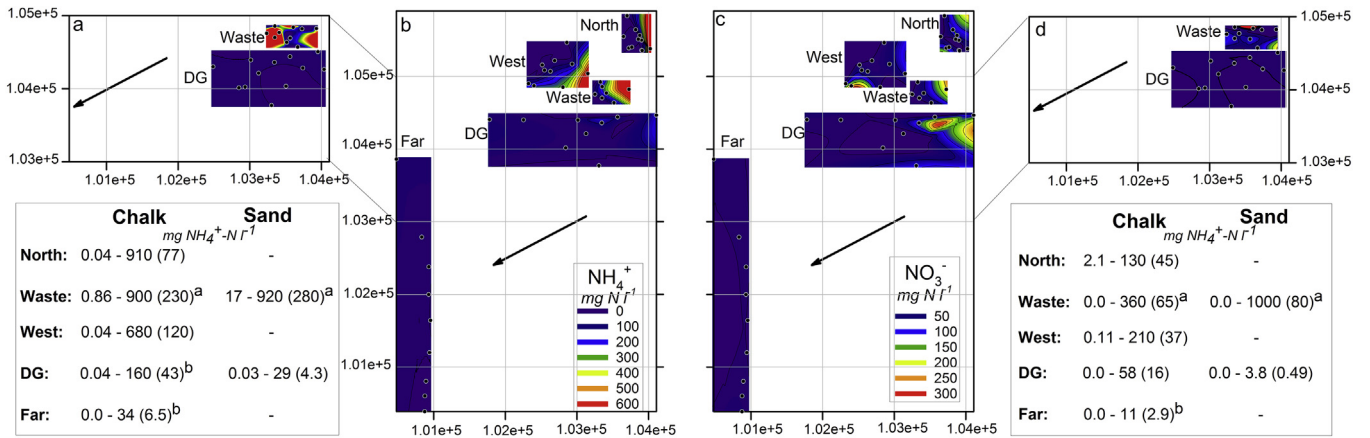 a
1.05e+5
1.04e+5
1.03e+5
Waste
DG
1.01e+5 1.02e+5 1.03e+5 1.04e+5
Chalk Sand
mg NH4+-N l-1
North: 0.04 - 910 (77) -
Waste: 0.86 - 900 (230)a 17 - 920 (280)a
West: 0.04 - 680 (120) -
DG: 0.04 - 160 (43)b 0.03 - 29 (4.3)
Far: 0.0 - 34 (6.5)b -
b
North
West
Waste
DG
Far
1.05e+5
1.04e+5
1.03e+5
1.02e+5
1.01e+5
NH4+
mg N l-1
0
100
200
300
400
500
600
1.01e+5 1.02e+5 1.03e+5 1.04e+5
c
North
West
Waste
DG
Far
NO3-
mg N l-1
50
100
150
200
250
300
1.01e+5 1.02e+5 1.03e+5 1.04e+5
d
Waste
DG
1.05e+5
1.04e+5
1.03e+5
1.01e+5 1.02e+5 1.03e+5 1.04e+5
Chalk Sand
mg NH4+-N l-1
North: 2.1 - 130 (45) -
Waste: 0.0 - 360 (65)a 0.0 - 1000 (80)a
West: 0.11 - 210 (37) -
DG: 0.0 - 58 (16) 0.0 - 3.8 (0.49)
Far: 0.0 - 11 (2.9)b -